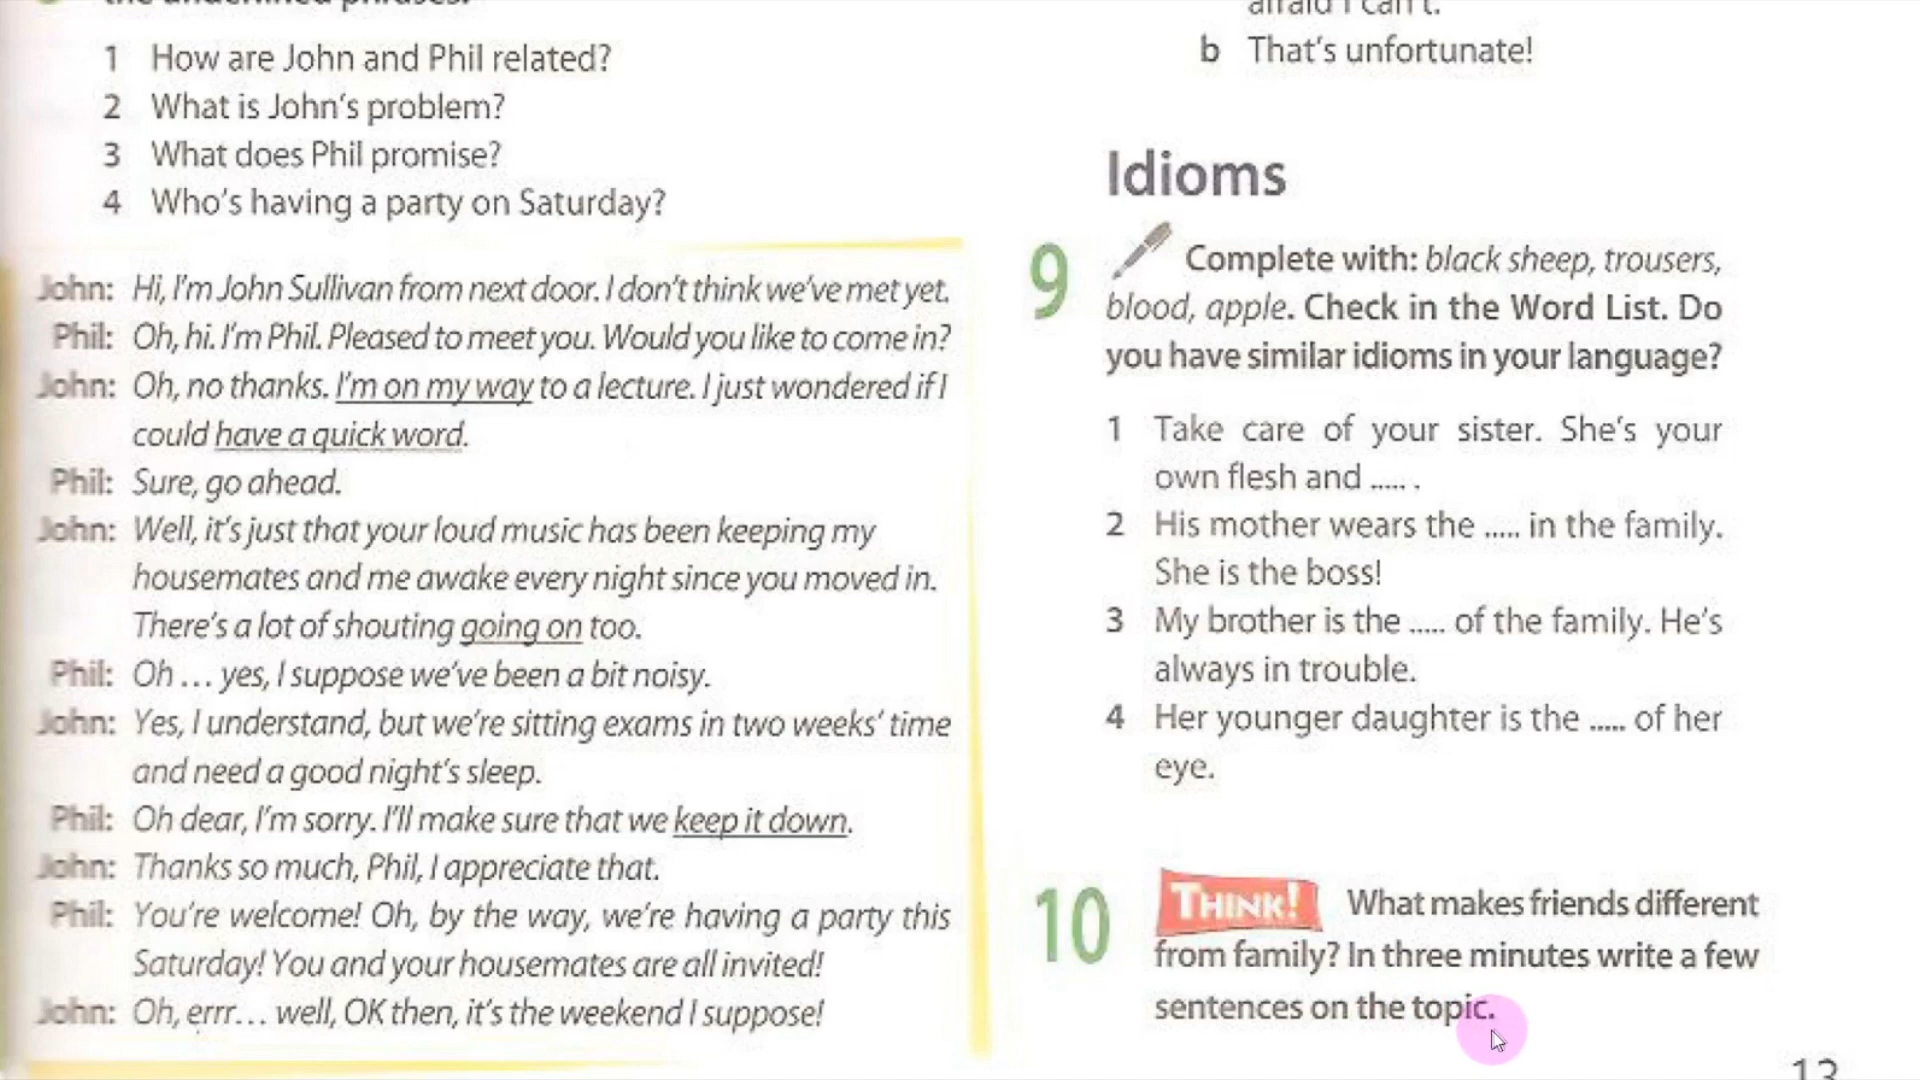 the underlined phrases.
1 How are John and Phil related?
2 What is John's problem?
3 What does Phil promise?
4 Who's having a party on Saturday?
John: Hi, I'm John Sullivan from next door. I don't think we've met yet.
Phil: Oh, hi. I'm Phil. Pleased to meet you. Would you like to come in?
John: Oh, no thanks. I'm on my way to a lecture. I just wondered if I
could have a quick word.
Phil: Sure, go ahead.
John: Well, it's just that your loud music has been keeping my
housemates and me awake every night since you moved in.
There's a lot of shouting going on too.
Phil: Oh ... yes, I suppose we've been a bit noisy.
John: Yes, I understand, but we're sitting exams in two weeks' time
and need a good night's sleep.
Phil: Oh dear, I'm sorry. I'll make sure that we keep it down.
John: Thanks so much, Phil, I appreciate that.
Phil: You're welcome! Oh, by the way, we're having a party this
Saturday! You and your housemates are all invited!
John: Oh, errr... well, OK then, it's the weekend I suppose!
afraid I can't.
b That's unfortunate!
Idioms
9 Complete with: black sheep, trousers,
blood, apple. Check in the Word List. Do
you have similar idioms in your language?
1 Take care of your sister. She's your
own flesh and ..... .
2 His mother wears the ..... in the family.
She is the boss!
3 My brother is the ..... of the family. He's
always in trouble.
4 Her younger daughter is the ..... of her
eye.
10 THINK! What makes friends different
from family? In three minutes write a few
sentences on the topic.
13